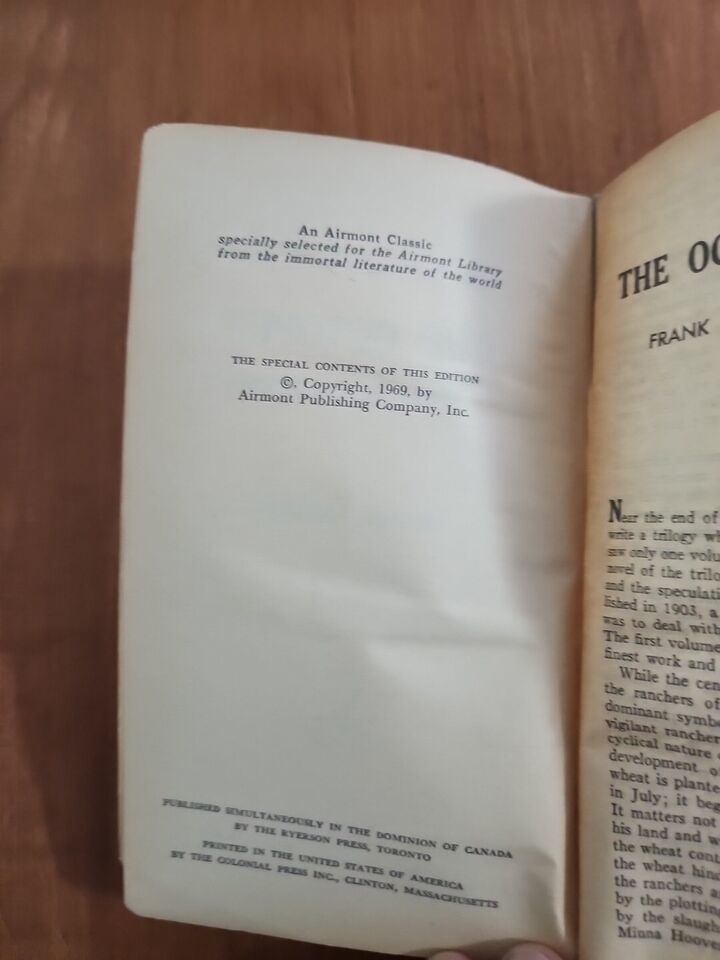 An Airmont Classic
specially selected for the Airmont Library
from the immortal literature of the world
THE SPECIAL CONTENTS OF THIS EDITION
©, Copyright, 1969, by
Airmont Publishing Company, Inc.
PUBLISHED SIMULTANEOUSLY IN THE DOMINION OF CANADA
BY THE RYERSON PRESS, TORONTO
PRINTED IN THE UNITED STATES OF AMERICA
BY THE COLONIAL PRESS INC., CLINTON, MASSACHUSETTS
THE OC
FRANK
Near the end of
write a trilogy wh
saw only one volu
novel of the trilo
and the speculati
lished in 1903, a
was to deal with
The first volume
finest work and
While the cen
the ranchers of
dominant symbo
vigilant rancher
cyclical nature
development o
wheat is plante
in July; it beg
It matters not
his land and w
the wheat cont
the wheat hind
the ranchers a
by the plotting
by the slaugh
Minna Hoove